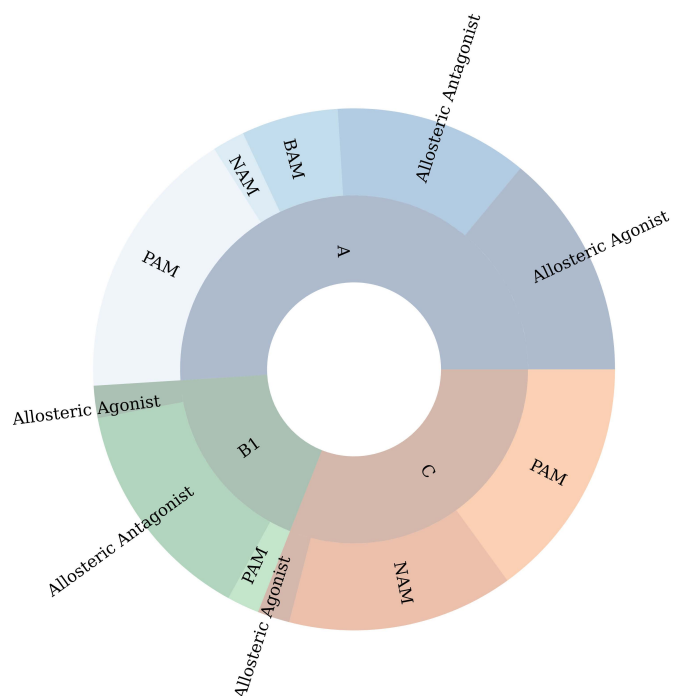 Allosteric Antagonist
BAM
NAM
Allosteric Agonist
A
PAM
Allosteric Agonist
B1
C
PAM
Allosteric Antagonist
PAM
NAM
Allosteric Agonist